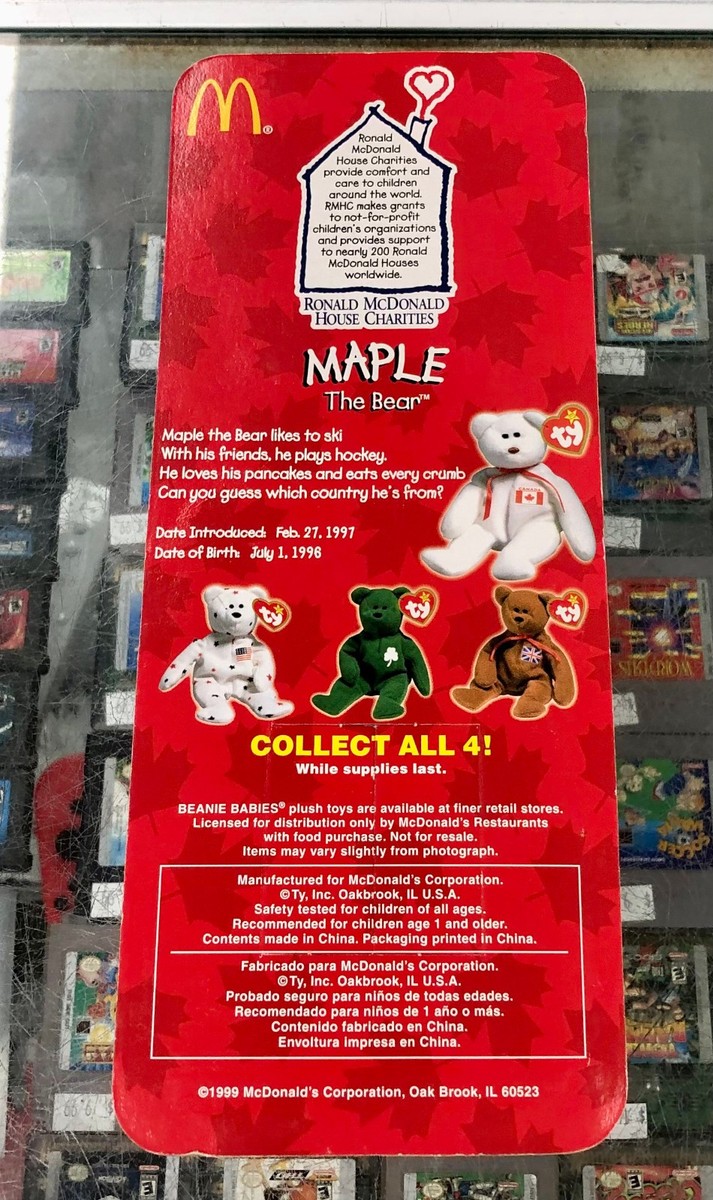 M®
Ronald
McDonald
House Charities
provide comfort and
care to children
around the world.
RMHC makes grants
to not-for-profit
children's organizations
and provides support
to nearly 200 Ronald
McDonald Houses
worldwide.
RONALD MCDONALD
HOUSE CHARITIES
MAPLE
The Bear™
Maple the Bear likes to ski
With his friends, he plays hockey.
He loves his pancakes and eats every crumb
Can you guess which country he's from?
ty
CANADA
Date Introduced: Feb. 27, 1997
Date of Birth: July 1, 1996
ty
ty
ty
COLLECT ALL 4!
While supplies last.
BEANIE BABIES® plush toys are available at finer retail stores.
Licensed for distribution only by McDonald's Restaurants
with food purchase. Not for resale.
Items may vary slightly from photograph.
Manufactured for McDonald's Corporation.
©Ty, Inc. Oakbrook, IL U.S.A.
Safety tested for children of all ages.
Recommended for children age 1 and older.
Contents made in China. Packaging printed in China.
Fabricado para McDonald's Corporation.
©Ty, Inc. Oakbrook, IL U.S.A.
Probado seguro para niños de todas edades.
Recomendado para niños de 1 año o más.
Contenido fabricado en China.
Envoltura impresa en China.
©1999 McDonald's Corporation, Oak Brook, IL 60523